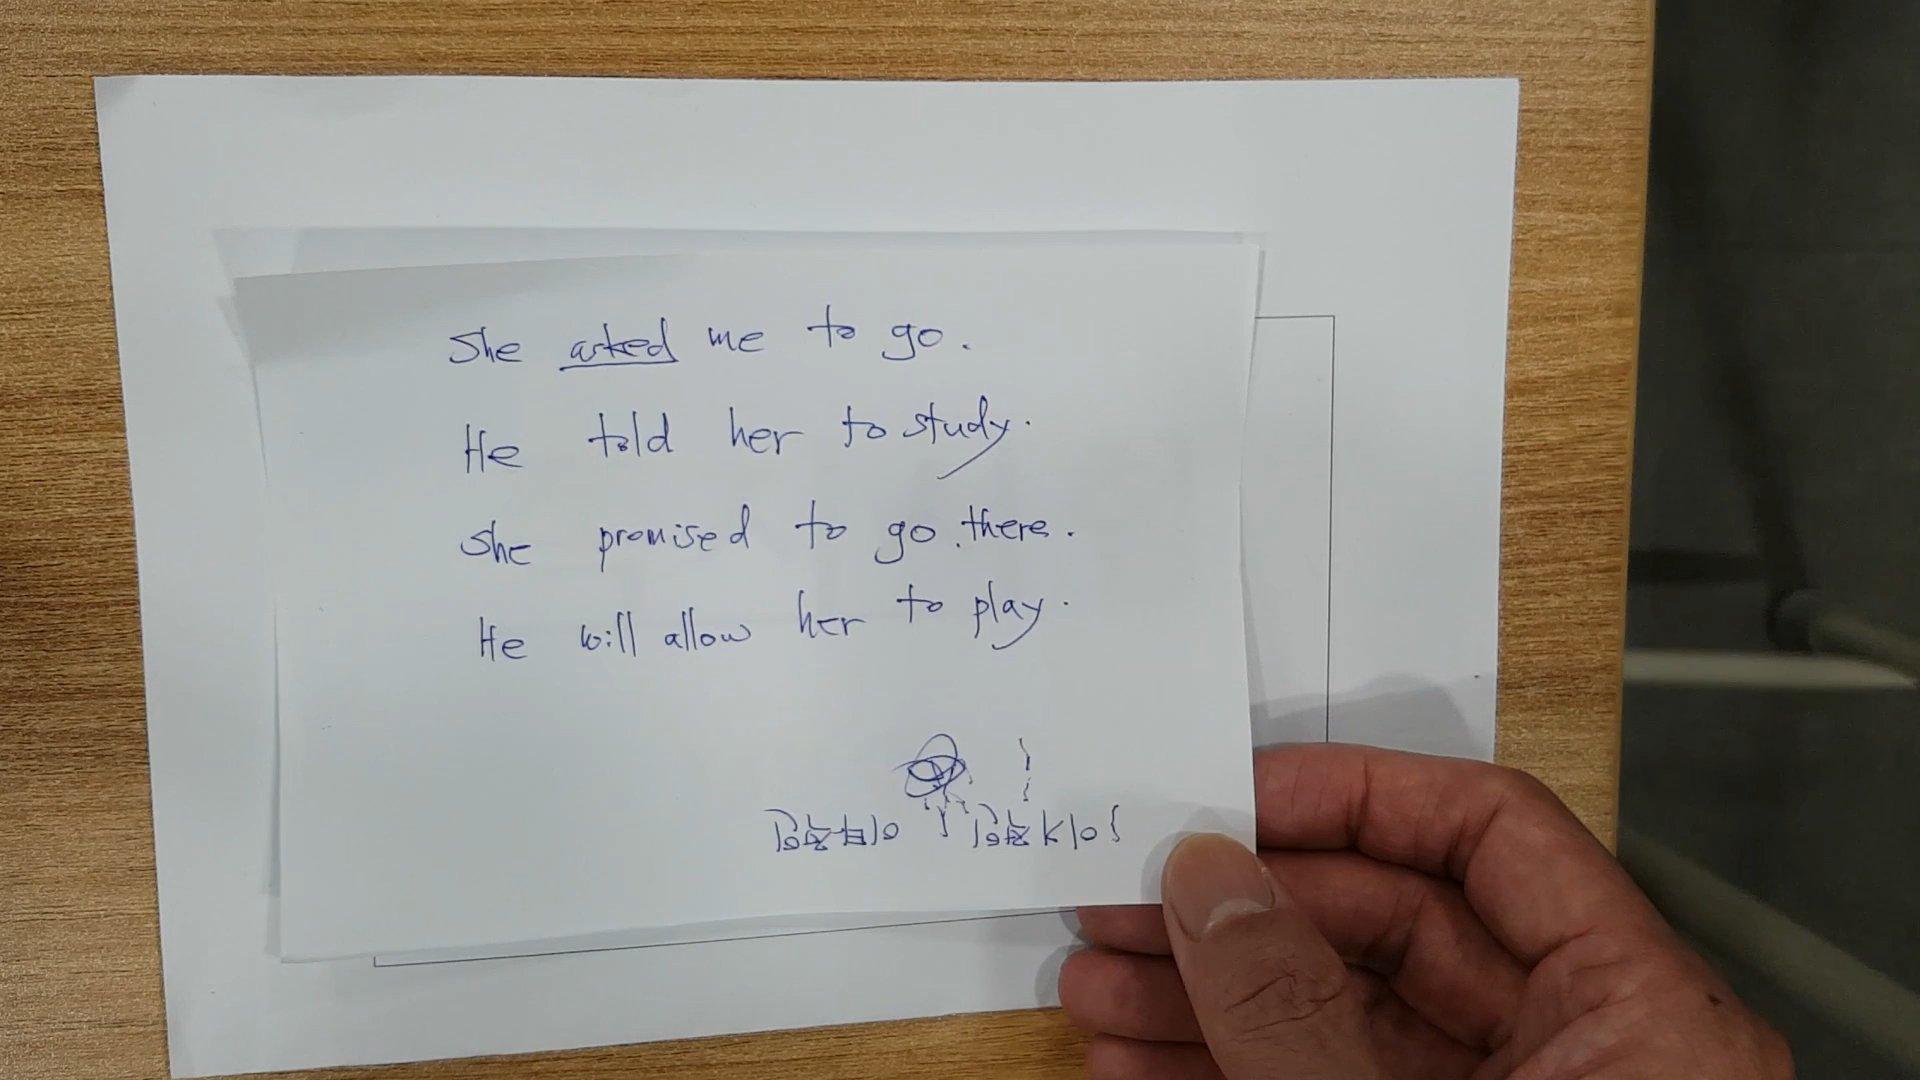 She asked me to go.
He told her to study.
She promised to go there.
He will allow her to play.